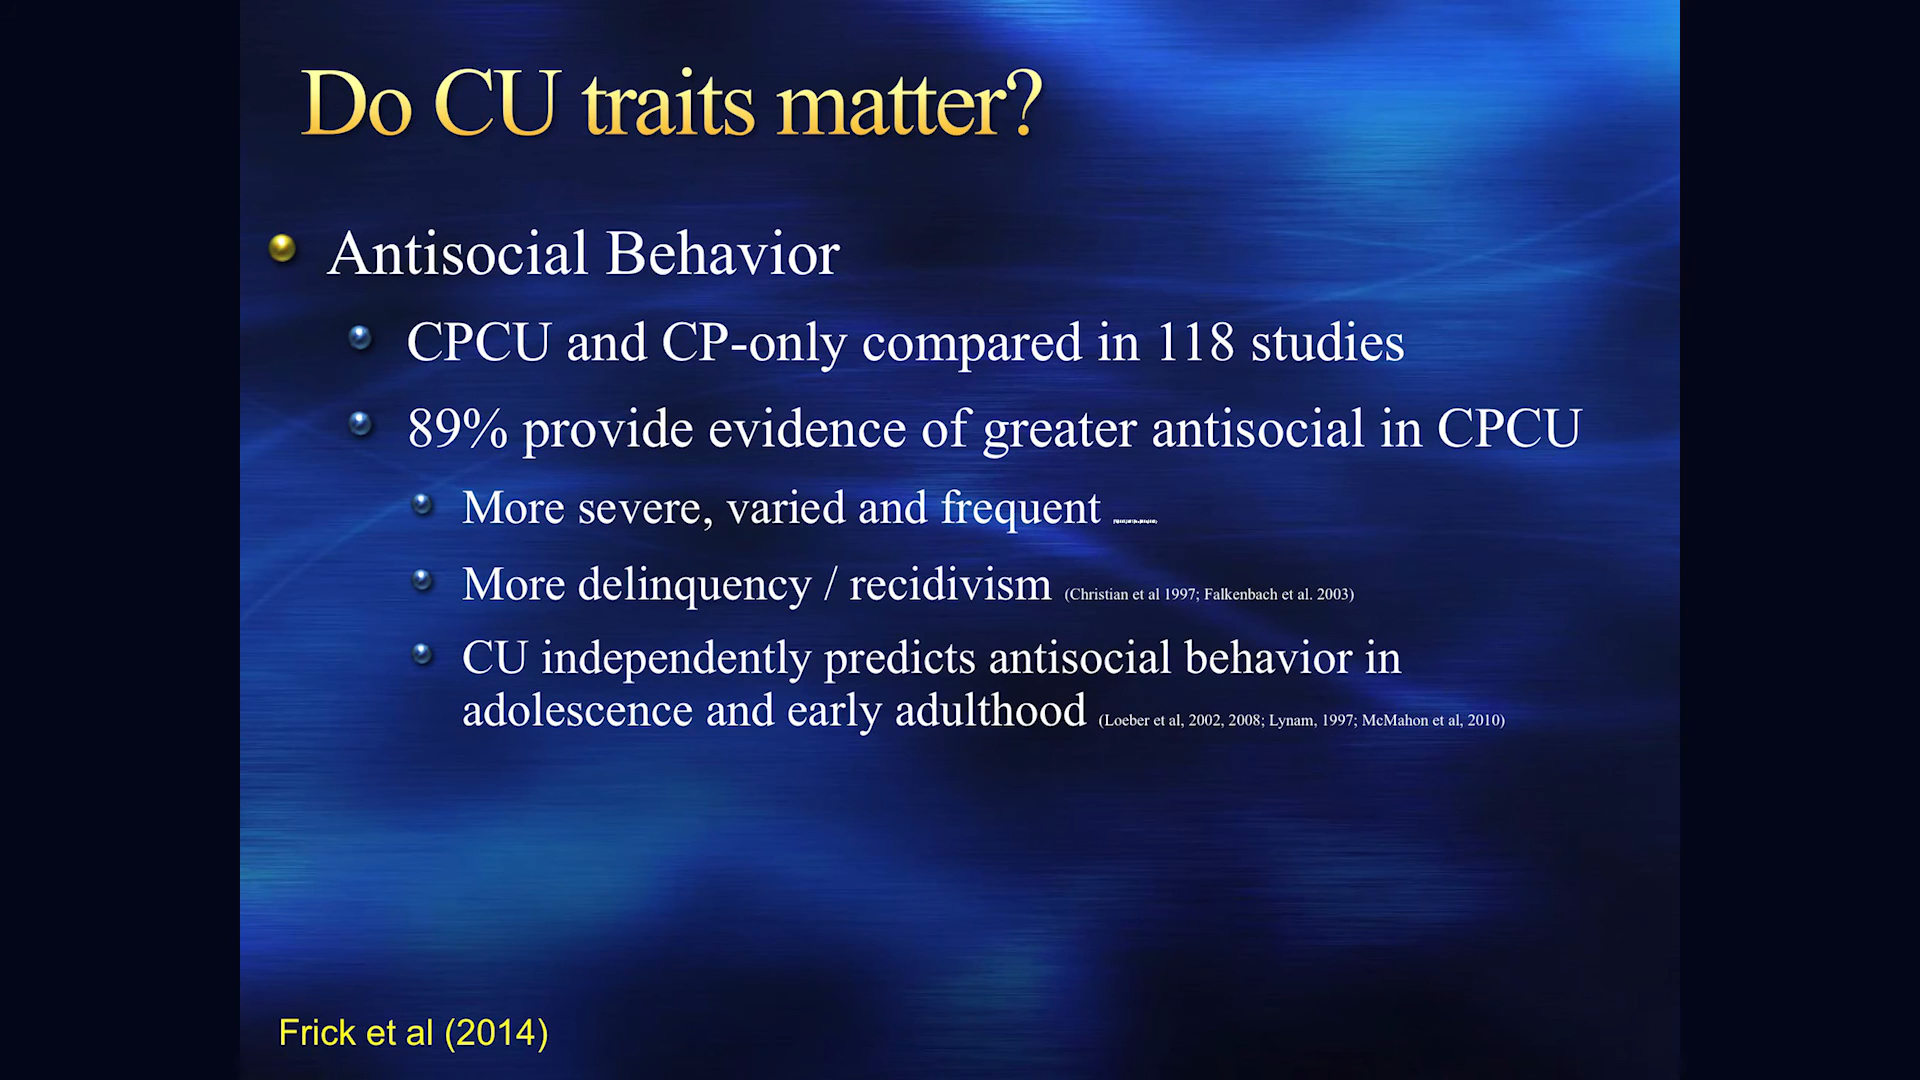 Do CU traits matter?
Antisocial Behavior
CPCU and CP-only compared in 118 studies
89% provide evidence of greater antisocial in CPCU
More severe, varied and frequent
More delinquency / recidivism (Christian et al 1997; Falkenbach et al. 2003)
CU independently predicts antisocial behavior in
adolescence and early adulthood (Loeber et al, 2002, 2008; Lynam, 1997; McMahon et al, 2010)
Frick et al (2014)